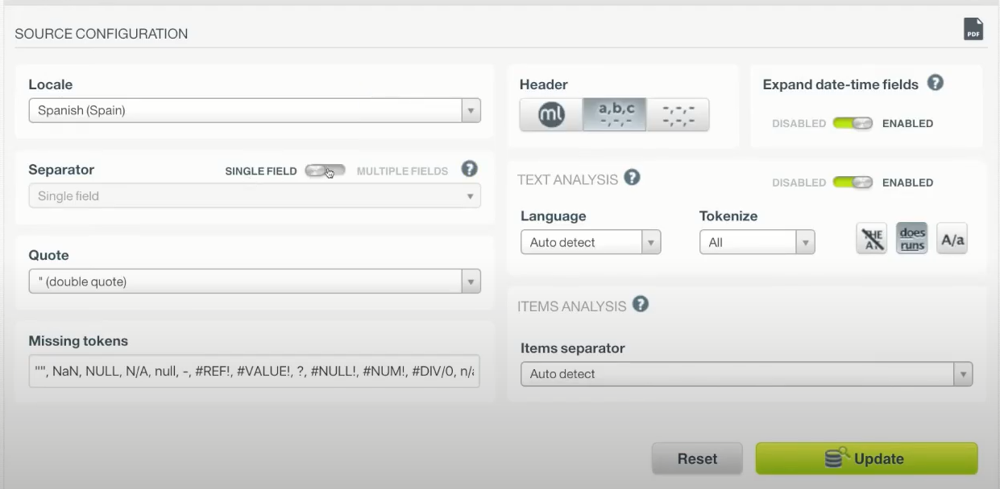 SOURCE CONFIGURATION
PDF
Locale
Spanish (Spain)
Header
ml
a,b,c
-,-,-
-,-,-
-,-,-
Expand date-time fields ?
DISABLED ENABLED
Separator
SINGLE FIELD MULTIPLE FIELDS ?
Single field
TEXT ANALYSIS ?
DISABLED ENABLED
Language
Auto detect
Tokenize
All
THE
does
runs
A/a
Quote
" (double quote)
ITEMS ANALYSIS ?
Items separator
Auto detect
Missing tokens
"", NaN, NULL, N/A, null, -, #REF!, #VALUE!, ?, #NULL!, #NUM!, #DIV/0, n/a
Reset
Update